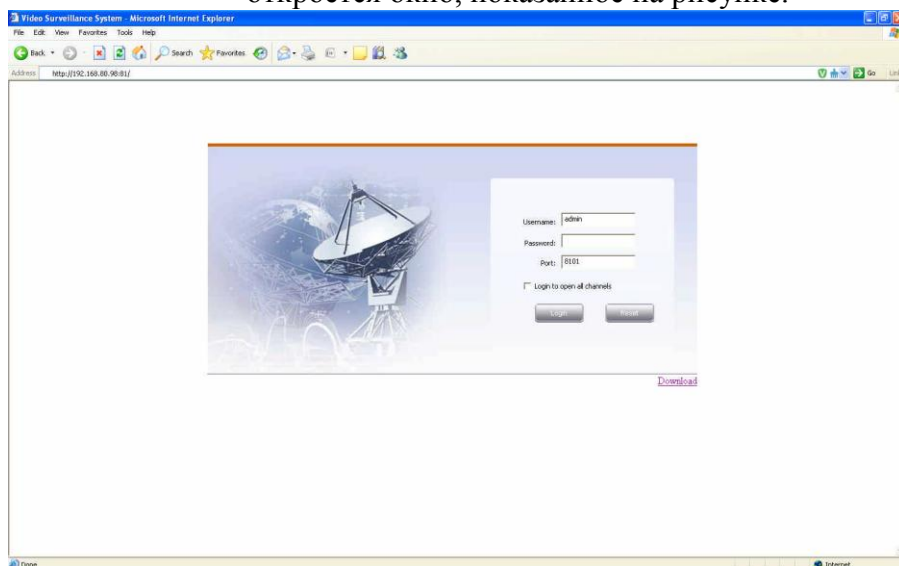 откроется окно, показанное на рисунке.
Video Surveillance System - Microsoft Internet Explorer
File Edit View Favorites Tools Help
Back Search Favorites
Address http://192.168.00.98:81/ Go
Username: admin
Password:
Port: 8101
Login to open all channels
Login Reset
Download
Done Internet